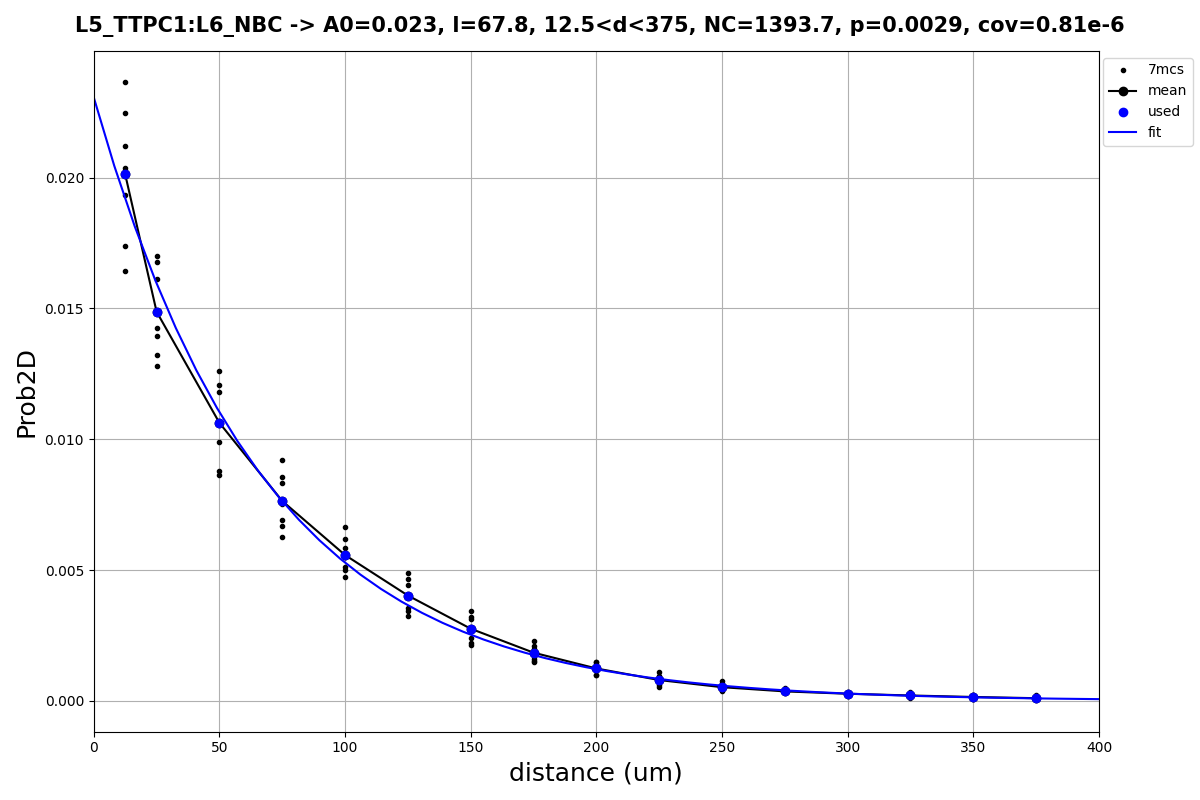 L5_TTPC1:L6_NBC -> A0=0.023, l=67.8, 12.5<d<375, NC=1393.7, p=0.0029, cov=0.81e-6
7mcs
mean
used
fit
0.020
0.015
0.010
0.005
0.000
Prob2D
0
50
100
150
200
250
300
350
400
distance (um)